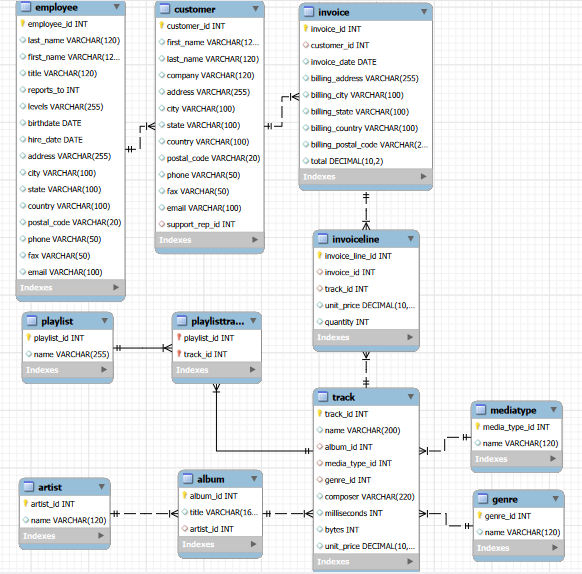 employee
employee_id INT
last_name VARCHAR(120)
first_name VARCHAR(12...
title VARCHAR(120)
reports_to INT
levels VARCHAR(255)
birthdate DATE
hire_date DATE
address VARCHAR(255)
city VARCHAR(100)
state VARCHAR(100)
country VARCHAR(100)
postal_code VARCHAR(20)
phone VARCHAR(50)
fax VARCHAR(50)
email VARCHAR(100)
Indexes
customer
customer_id INT
first_name VARCHAR(12...
last_name VARCHAR(120)
company VARCHAR(120)
address VARCHAR(255)
city VARCHAR(100)
state VARCHAR(100)
country VARCHAR(100)
postal_code VARCHAR(20)
phone VARCHAR(50)
fax VARCHAR(50)
email VARCHAR(100)
support_rep_id INT
Indexes
invoice
invoice_id INT
customer_id INT
invoice_date DATE
billing_address VARCHAR(255)
billing_city VARCHAR(100)
billing_state VARCHAR(100)
billing_country VARCHAR(100)
billing_postal_code VARCHAR(2...
total DECIMAL(10,2)
Indexes
invoiceline
invoice_line_id INT
invoice_id INT
track_id INT
unit_price DECIMAL(10,...
quantity INT
Indexes
playlist
playlist_id INT
name VARCHAR(255)
Indexes
playlisttra...
playlist_id INT
track_id INT
Indexes
track
track_id INT
name VARCHAR(200)
album_id INT
media_type_id INT
genre_id INT
composer VARCHAR(220)
milliseconds INT
bytes INT
unit_price DECIMAL(10,...
Indexes
mediatype
media_type_id INT
name VARCHAR(120)
Indexes
artist
artist_id INT
name VARCHAR(120)
Indexes
album
album_id INT
title VARCHAR(16...
artist_id INT
Indexes
genre
genre_id INT
name VARCHAR(120)
Indexes